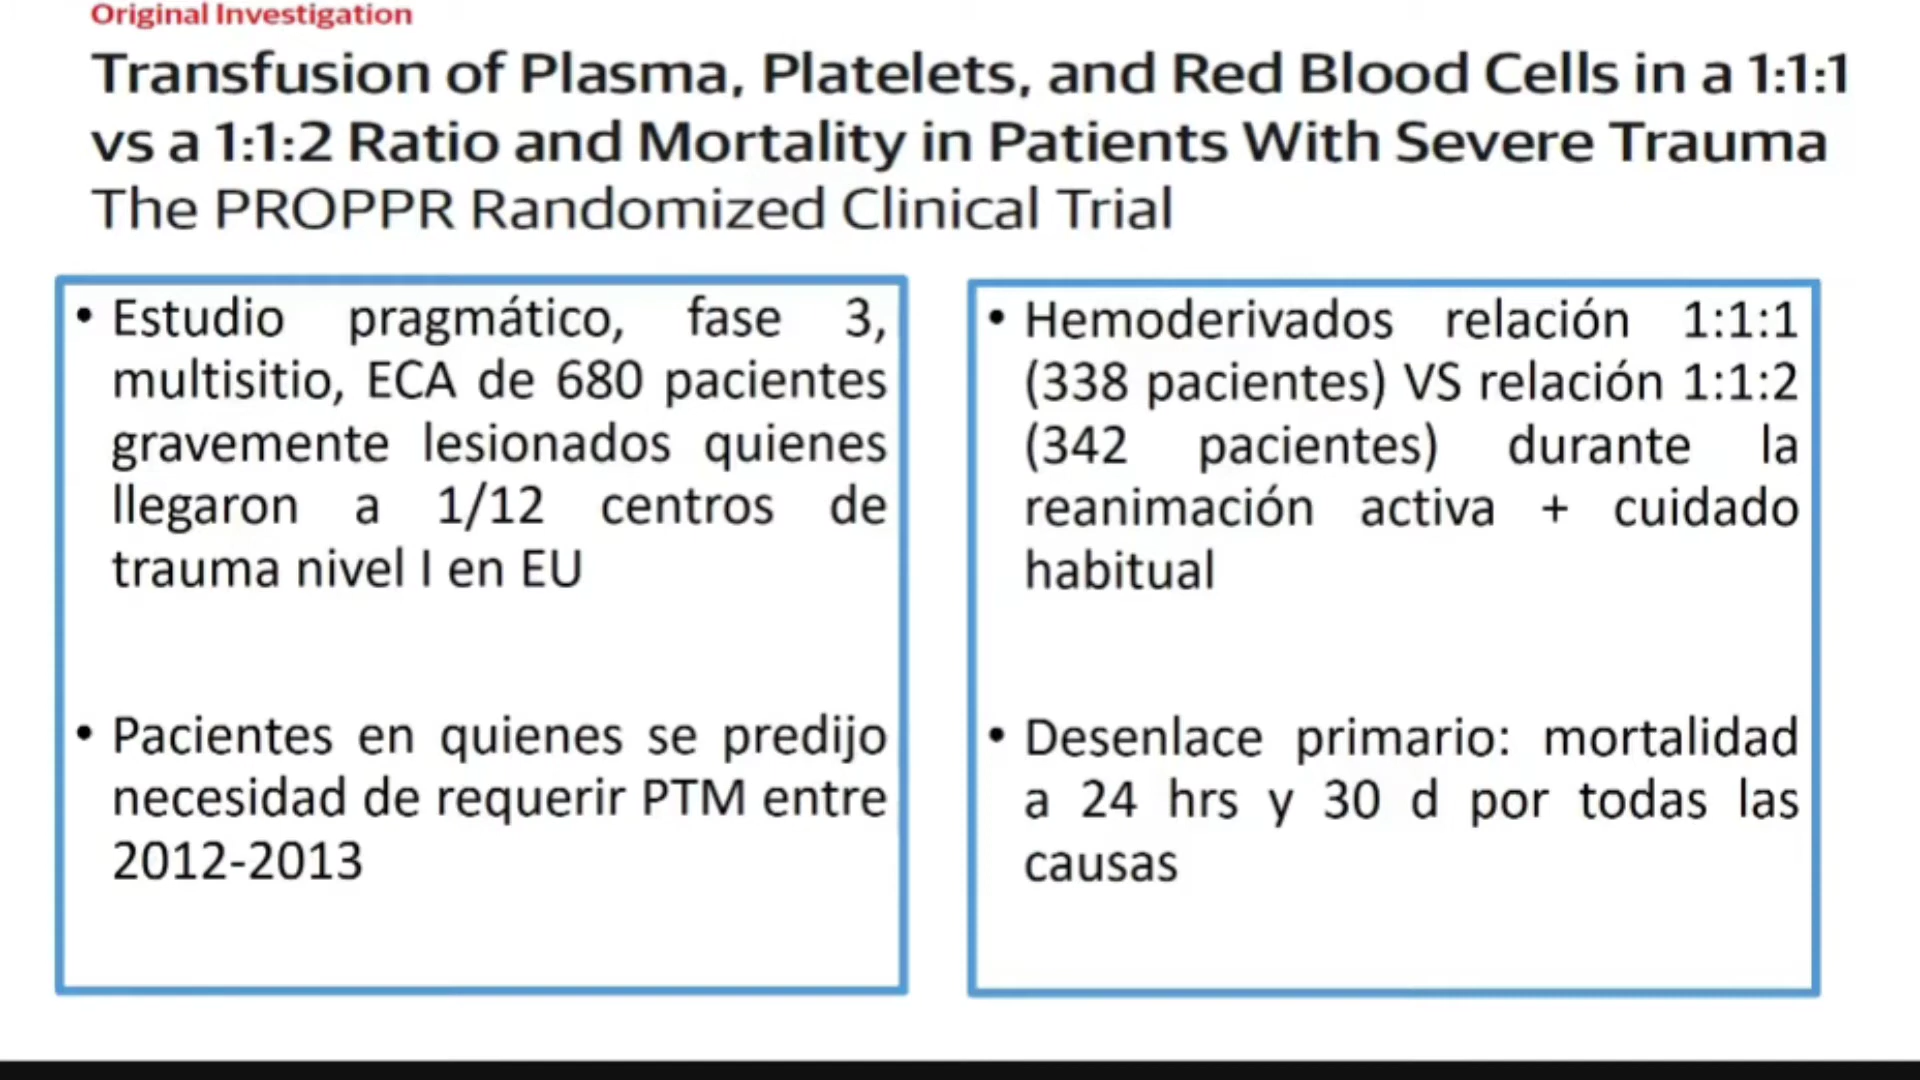 Original Investigation
Transfusion of Plasma, Platelets, and Red Blood Cells in a 1:1:1
vs a 1:1:2 Ratio and Mortality in Patients With Severe Trauma
The PROPPR Randomized Clinical Trial
• Estudio pragmático, fase 3,
multisitio, ECA de 680 pacientes
gravemente lesionados quienes
llegaron a 1/12 centros de
trauma nivel I en EU
• Pacientes en quienes se predijo
necesidad de requerir PTM entre
2012-2013
• Hemoderivados relación 1:1:1
(338 pacientes) VS relación 1:1:2
(342 pacientes) durante la
reanimación activa + cuidado
habitual
• Desenlace primario: mortalidad
a 24 hrs y 30 d por todas las
causas